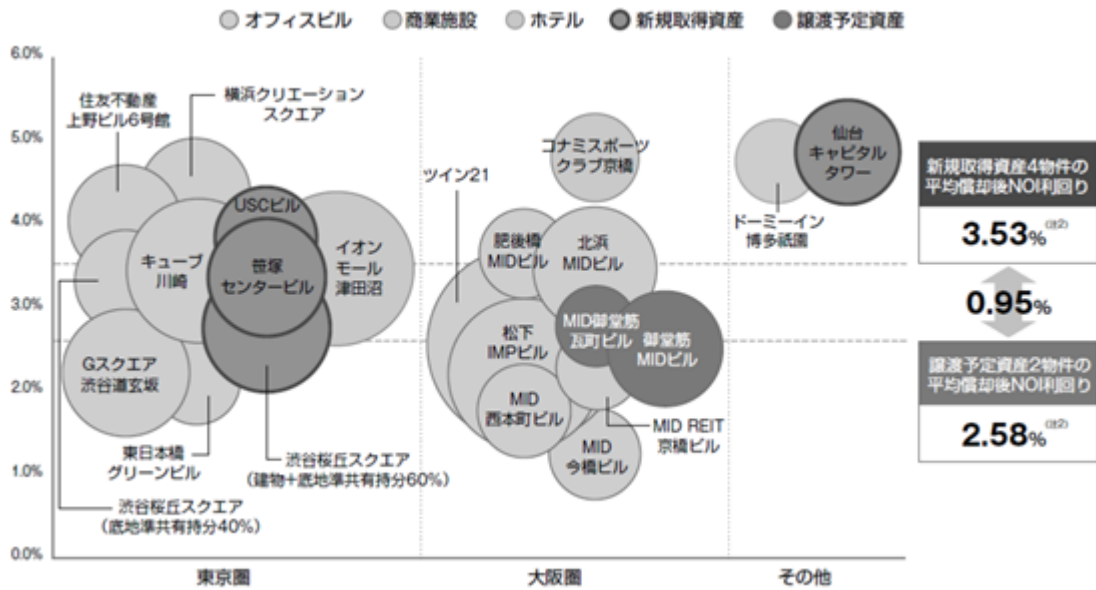 オフィスビル 商業施設 ホテル 新規取得資産 譲渡予定資産
6.0%
5.0%
4.0%
3.0%
2.0%
1.0%
0.0%
住友不動産
上野ビル6号館
横浜クリエーション
スクエア
USCビル
キューブ
川崎
笹塚
センタービル
イオン
モール
津田沼
Gスクエア
渋谷道玄坂
東日本橋
グリーンビル
渋谷桜丘スクエア
(建物+底地準共有持分60%)
渋谷桜丘スクエア
(底地準共有持分40%)
ツイン21
コナミスポーツ
クラブ京橋
肥後橋
MIDビル
北浜
MIDビル
MID御堂筋
瓦町ビル
御堂筋
MIDビル
松下
IMPビル
MID
西本町ビル
MID REIT
京橋ビル
MID
今橋ビル
ドーミーイン
博多祇園
仙台
キャピタル
タワー
東京圏
大阪圏
その他
新規取得資産4物件の
平均償却後NOI利回り
3.53%(注2)
0.95%
譲渡予定資産2物件の
平均償却後NOI利回り
2.58%(注2)